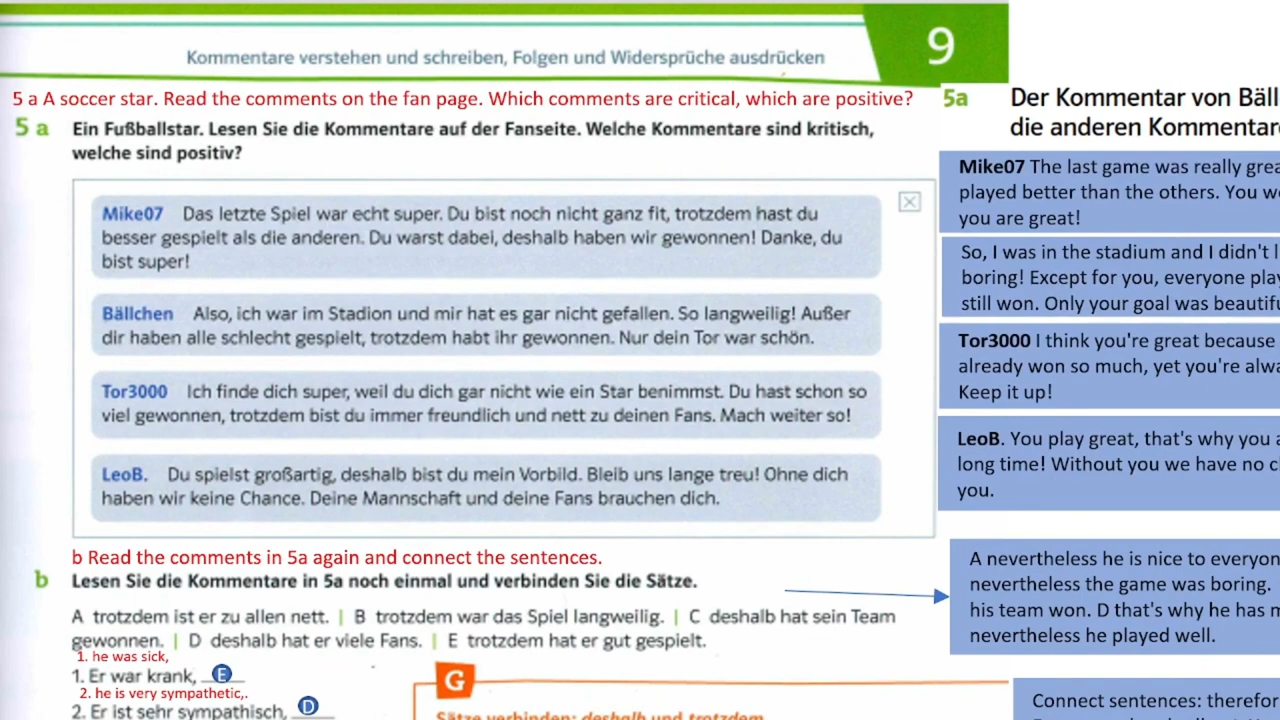 Kommentare verstehen und schreiben, Folgen und Widersprüche ausdrücken
9
5 a A soccer star. Read the comments on the fan page. Which comments are critical, which are positive?
5 a Ein Fußballstar. Lesen Sie die Kommentare auf der Fanseite. Welche Kommentare sind kritisch,
welche sind positiv?
Mike07 Das letzte Spiel war echt super. Du bist noch nicht ganz fit, trotzdem hast du
besser gespielt als die anderen. Du warst dabei, deshalb haben wir gewonnen! Danke, du
bist super!
Bällchen Also, ich war im Stadion und mir hat es gar nicht gefallen. So langweilig! Außer
dir haben alle schlecht gespielt, trotzdem habt ihr gewonnen. Nur dein Tor war schön.
Tor3000 Ich finde dich super, weil du dich gar nicht wie ein Star benimmst. Du hast schon so
viel gewonnen, trotzdem bist du immer freundlich und nett zu deinen Fans. Mach weiter so!
LeoB. Du spielst großartig, deshalb bist du mein Vorbild. Bleib uns lange treu! Ohne dich
haben wir keine Chance. Deine Mannschaft und deine Fans brauchen dich.
b Read the comments in 5a again and connect the sentences.
b Lesen Sie die Kommentare in 5a noch einmal und verbinden Sie die Sätze.
A trotzdem ist er zu allen nett. | B trotzdem war das Spiel langweilig. | C deshalb hat sein Team
gewonnen. | D deshalb hat er viele Fans. | E trotzdem hat er gut gespielt.
1. he was sick,
1. Er war krank, E
2. he is very sympathetic,.
2. Er ist sehr sympathisch, D
G
Sätze verbinden: deshalb und trotzdem
5a Der Kommentar von
die anderen
Mike07 The last game was really
played better than the others. You
you are great!
So, I was in the stadium and I didn't
boring! Except for you, everyone
still won. Only your goal was
Tor3000 I think you're great because
already won so much, yet you're
Keep it up!
LeoB. You play great, that's why you
long time! Without you we have no
you.
A nevertheless he is nice to
nevertheless the game was boring.
his team won. D that's why he has
nevertheless he played well.
Connect sentences: